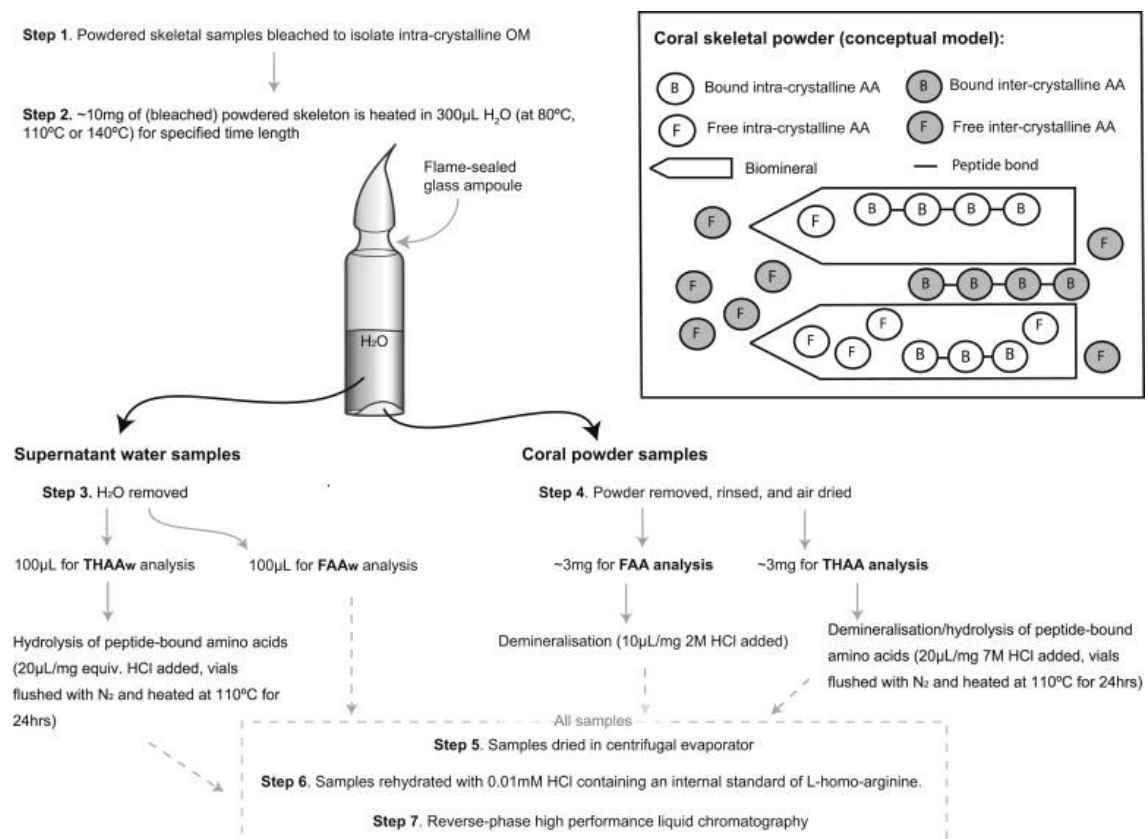 Step 1. Powdered skeletal samples bleached to isolate intra-crystalline OM
Step 2. ~10mg of (bleached) powdered skeleton is heated in 300µL H₂O (at 80ºC,
110ºC or 140ºC) for specified time length
Flame-sealed
glass ampoule
H₂O
Coral skeletal powder (conceptual model):
B Bound intra-crystalline AA
B Bound inter-crystalline AA
F Free intra-crystalline AA
F Free inter-crystalline AA
Biomineral
Peptide bond
F B B B B
F
F
F B B B B
F
F
F
F
F F B B B F
F
Supernatant water samples
Step 3. H₂O removed
100µL for THAAw analysis
100µL for FAAw analysis
Hydrolysis of peptide-bound amino acids
(20µL/mg equiv. HCl added, vials
flushed with N₂ and heated at 110ºC for
24hrs)
Coral powder samples
Step 4. Powder removed, rinsed, and air dried
~3mg for FAA analysis
~3mg for THAA analysis
Demineralisation (10µL/mg 2M HCl added)
Demineralisation/hydrolysis of peptide-bound
amino acids (20µL/mg 7M HCl added, vials
flushed with N₂ and heated at 110ºC for 24hrs)
All samples
Step 5. Samples dried in centrifugal evaporator
Step 6. Samples rehydrated with 0.01mM HCl containing an internal standard of L-homo-arginine.
Step 7. Reverse-phase high performance liquid chromatography